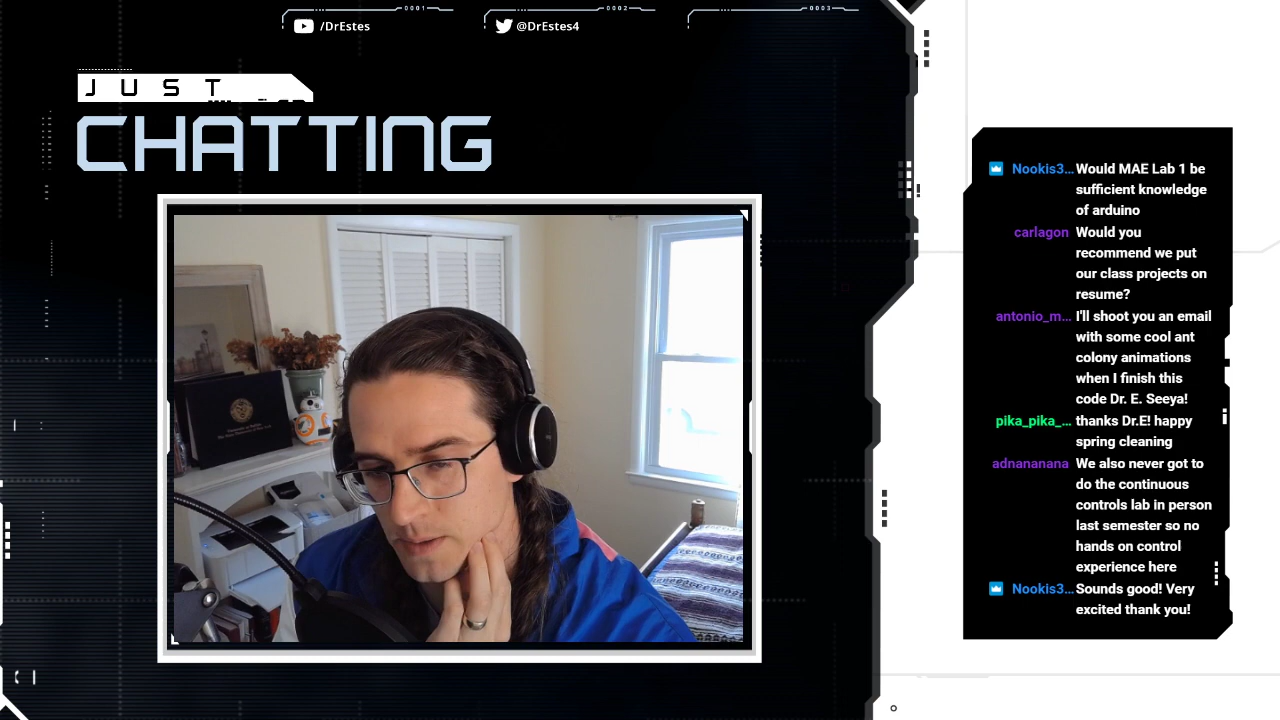 0001
0002
0003
/DrEstes
@DrEstes4
JUST
CHATTING
Nookis3... Would MAE Lab 1 be
sufficient knowledge
of arduino
carlagon Would you
recommend we put
our class projects on
resume?
antonio_m... I'll shoot you an email
with some cool ant
colony animations
when I finish this
code Dr. E. Seeya!
pika_pika_... thanks Dr.E! happy
spring cleaning
adnananana We also never got to
do the continuous
controls lab in person
last semester so no
hands on control
experience here
Nookis3... Sounds good! Very
excited thank you!